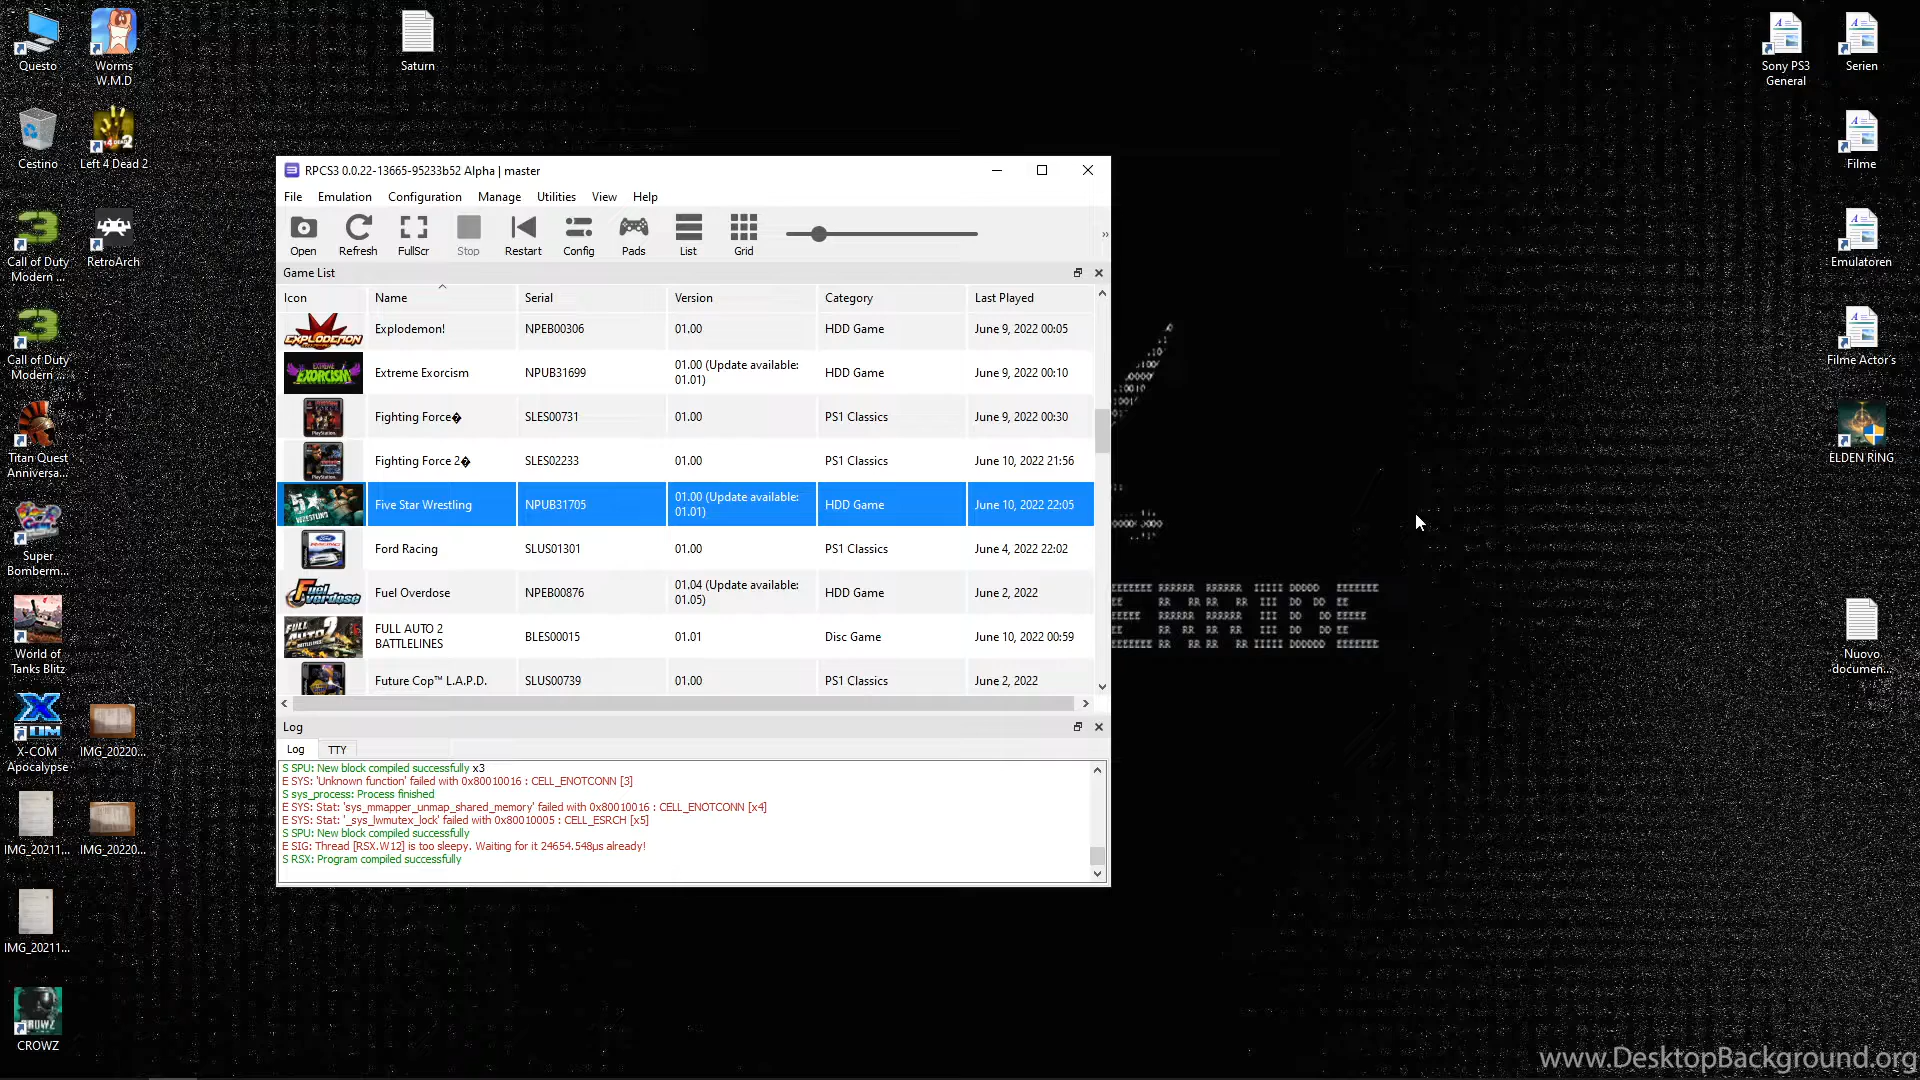 Questo
Worms
W.M.D
Saturn
Sony PS3
General
Serien
Cestino
Left 4 Dead 2
Filme
Call of Duty
Modern ...
RetroArch
Emulatoren
Call of Duty
Modern ...
Filme Actor's
Titan Quest
Anniversa...
ELDEN RING
Super
Bomberm...
World of
Tanks Blitz
Nuovo
documen...
X-COM
Apocalypse
IMG_20220...
IMG_20211...
IMG_20220...
IMG_20211...
CROWZ
RPCS3 0.0.22-13665-95233b52 Alpha | master
File Emulation Configuration Manage Utilities View Help
Open Refresh FullScr Stop Restart Config Pads List Grid
Game List
Icon Name Serial Version Category Last Played
EXPLODEMON Explodemon! NPEB00306 01.00 HDD Game June 9, 2022 00:05
EXTREME EXORCISM Extreme Exorcism NPUB31699 01.00 (Update available: 01.01) HDD Game June 9, 2022 00:10
Fighting Force� SLES00731 01.00 PS1 Classics June 9, 2022 00:30
Fighting Force 2� SLES02233 01.00 PS1 Classics June 10, 2022 21:56
Five Star Wrestling NPUB31705 01.00 (Update available: 01.01) HDD Game June 10, 2022 22:05
Ford Racing SLUS01301 01.00 PS1 Classics June 4, 2022 22:02
Fuel Overdose Fuel Overdose NPEB00876 01.04 (Update available: 01.05) HDD Game June 2, 2022
FULL AUTO 2 FULL AUTO 2 BATTLELINES BLES00015 01.01 Disc Game June 10, 2022 00:59
Future Cop™ L.A.P.D. SLUS00739 01.00 PS1 Classics June 2, 2022
Log
Log TTY
S SPU: New block compiled successfully x3
E SYS: 'Unknown function' failed with 0x80010016 : CELL_ENOTCONN [3]
S sys_process: Process finished
E SYS: Stat: 'sys_mmapper_unmap_shared_memory' failed with 0x80010016 : CELL_ENOTCONN [x4]
E SYS: Stat: '_sys_lwmutex_lock' failed with 0x80010005 : CELL_ESRCH [x5]
S SPU: New block compiled successfully
E SIG: Thread [RSX.W12] is too sleepy. Waiting for it 24654.548µs already!
S RSX: Program compiled successfully
www.DesktopBackground.org